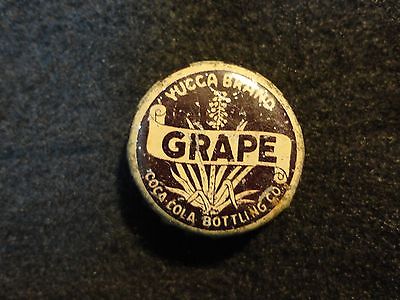 YUCCA BRAND
GRAPE
COCA-COLA BOTTLING CO.